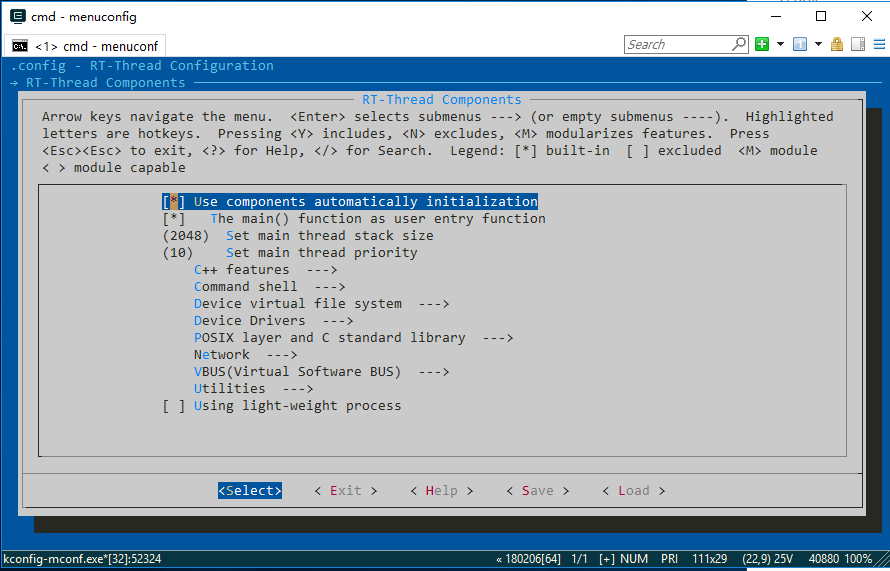 cmd - menuconfig
<1> cmd - menuconf
Search
.config - RT-Thread Configuration
→ RT-Thread Components
RT-Thread Components
Arrow keys navigate the menu.  <Enter> selects submenus ---> (or empty submenus ----).  Highlighted
letters are hotkeys.  Pressing <Y> includes, <N> excludes, <M> modularizes features.  Press
<Esc><Esc> to exit, <?> for Help, </> for Search.  Legend: [*] built-in  [ ] excluded  <M> module
< > module capable
[*] Use components automatically initialization
[*]   The main() function as user entry function
(2048)  Set main thread stack size
(10)    Set main thread priority
C++ features  --->
Command shell  --->
Device virtual file system  --->
Device Drivers  --->
POSIX layer and C standard library  --->
Network  --->
VBUS(Virtual Software BUS)  --->
Utilities  --->
[ ] Using light-weight process
<Select>    < Exit >    < Help >    < Save >    < Load >
kconfig-mconf.exe*[32]:52324    « 180206[64]  1/1  [+] NUM  PRI  111x29  (22,9) 25V  40880 100%